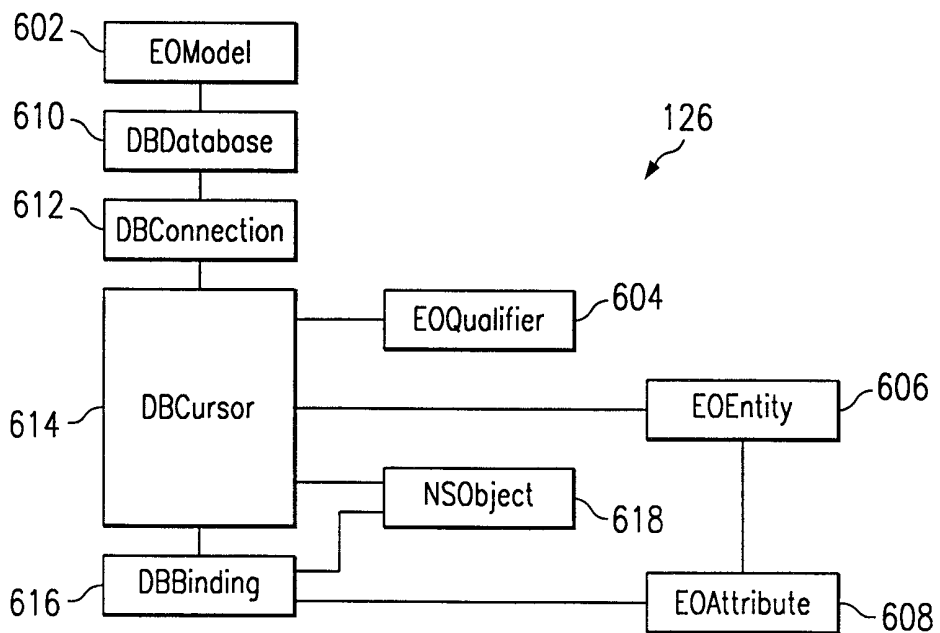 602
EOModel
610
DBDatabase
126
612
DBConnection
EOQualifier
604
614
DBCursor
EOEntity
606
NSObject
618
616
DBBinding
EOAttribute
608